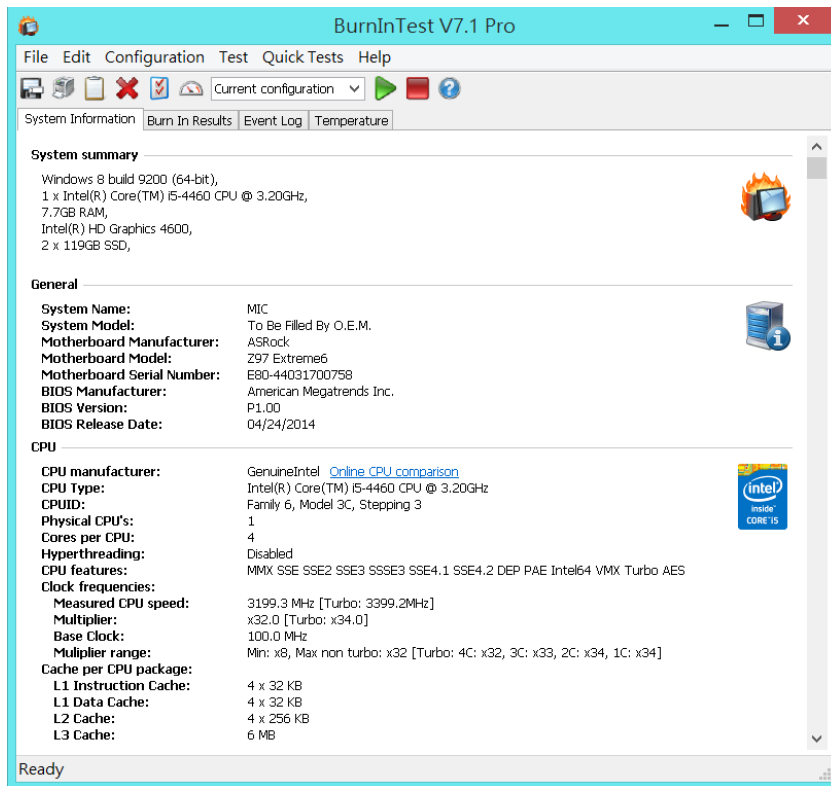 BurnInTest V7.1 Pro
File Edit Configuration Test Quick Tests Help
Current configuration
System Information Burn In Results Event Log Temperature
System summary
Windows 8 build 9200 (64-bit),
1 x Intel(R) Core(TM) i5-4460 CPU @ 3.20GHz,
7.7GB RAM,
Intel(R) HD Graphics 4600,
2 x 119GB SSD,
General
System Name: MIC
System Model: To Be Filled By O.E.M.
Motherboard Manufacturer: ASRock
Motherboard Model: Z97 Extreme6
Motherboard Serial Number: E80-44031700758
BIOS Manufacturer: American Megatrends Inc.
BIOS Version: P1.00
BIOS Release Date: 04/24/2014
CPU
CPU manufacturer: GenuineIntel Online CPU comparison
CPU Type: Intel(R) Core(TM) i5-4460 CPU @ 3.20GHz
CPUID: Family 6, Model 3C, Stepping 3
Physical CPU's: 1
Cores per CPU: 4
Hyperthreading: Disabled
CPU features: MMX SSE SSE2 SSE3 SSSE3 SSE4.1 SSE4.2 DEP PAE Intel64 VMX Turbo AES
Clock frequencies:
Measured CPU speed: 3199.3 MHz [Turbo: 3399.2MHz]
Multiplier: x32.0 [Turbo: x34.0]
Base Clock: 100.0 MHz
Muliplier range: Min: x8, Max non turbo: x32 [Turbo: 4C: x32, 3C: x33, 2C: x34, 1C: x34]
Cache per CPU package:
L1 Instruction Cache: 4 x 32 KB
L1 Data Cache: 4 x 32 KB
L2 Cache: 4 x 256 KB
L3 Cache: 6 MB
intel
inside
CORE i5
Ready